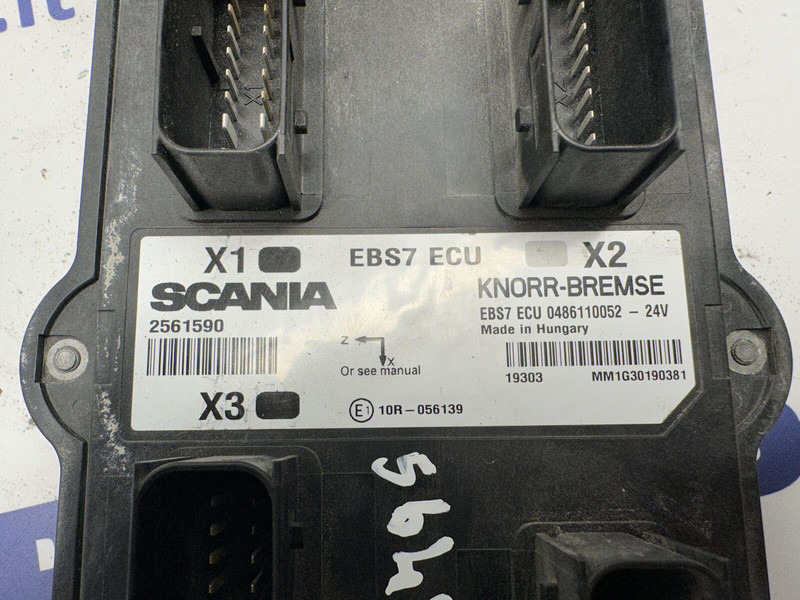 X1 EBS7 ECU X2
SCANIA KNORR-BREMSE
2561590 EBS7 ECU 0486110052 - 24V
Made in Hungary
Z
X
Or see manual
19303 MM1G30190381
X3 E1 10R-056139